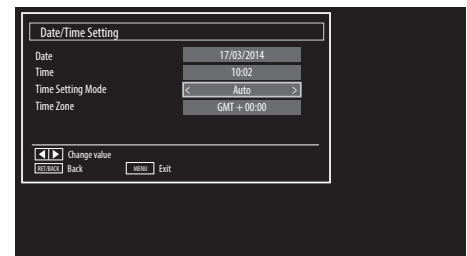 Date/Time Setting
Date 17/03/2014
Time 10:02
Time Setting Mode < Auto >
Time Zone GMT + 00:00
Change value
RET/BACK Back MENU Exit